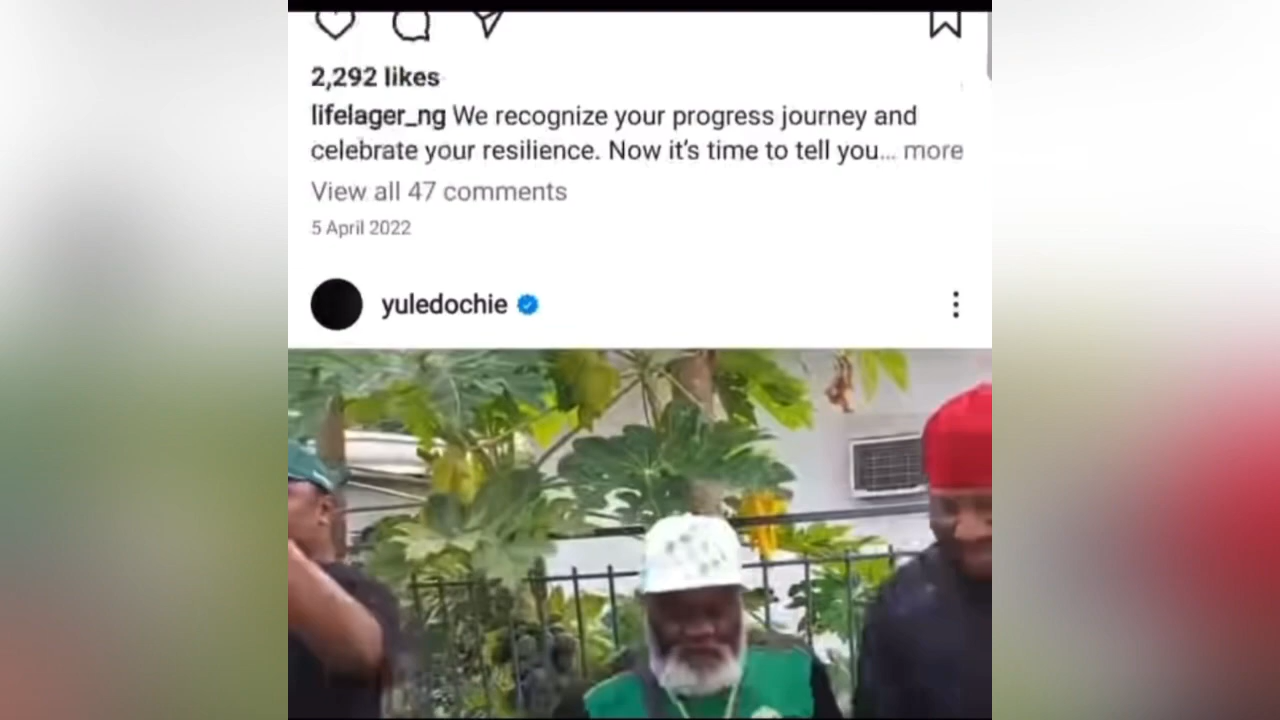 2,292 likes
lifelager_ng We recognize your progress journey and
celebrate your resilience. Now it's time to tell you... more
View all 47 comments
5 April 2022
yuledochie